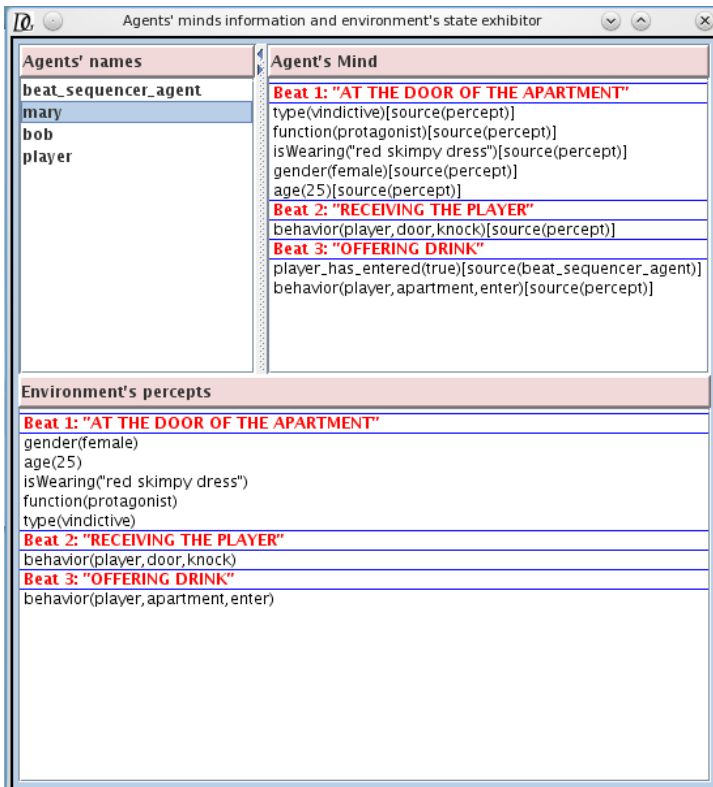 Agents' minds information and environment's state exhibitor
Agents' names
beat_sequencer_agent
mary
bob
player
Agent's Mind
Beat 1: "AT THE DOOR OF THE APARTMENT"
type(vindictive)[source(percept)]
function(protagonist)[source(percept)]
isWearing("red skimpy dress")[source(percept)]
gender(female)[source(percept)]
age(25)[source(percept)]
Beat 2: "RECEIVING THE PLAYER"
behavior(player,door,knock)[source(percept)]
Beat 3: "OFFERING DRINK"
player_has_entered(true)[source(beat_sequencer_agent)]
behavior(player,apartment,enter)[source(percept)]
Environment's percepts
Beat 1: "AT THE DOOR OF THE APARTMENT"
gender(female)
age(25)
isWearing("red skimpy dress")
function(protagonist)
type(vindictive)
Beat 2: "RECEIVING THE PLAYER"
behavior(player,door,knock)
Beat 3: "OFFERING DRINK"
behavior(player,apartment,enter)